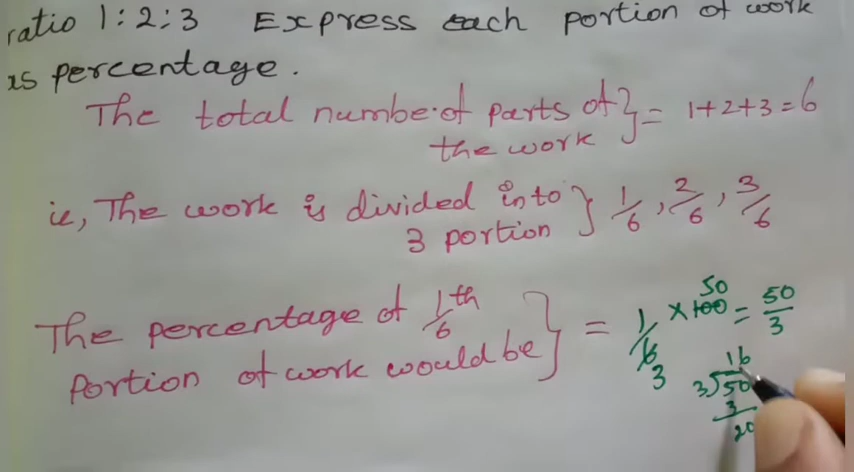 ratio 1:2:3 Express each portion of work
as percentage.
The total numbe.of parts of } = 1+2+3=6
the work
ie, The work is divided into } 1/6, 2/6, 3/6
3 portion
The percentage of 1/6 th } = 1/6 × 100 = 50/3
portion of work would be
50
3
16
3)50
3
20